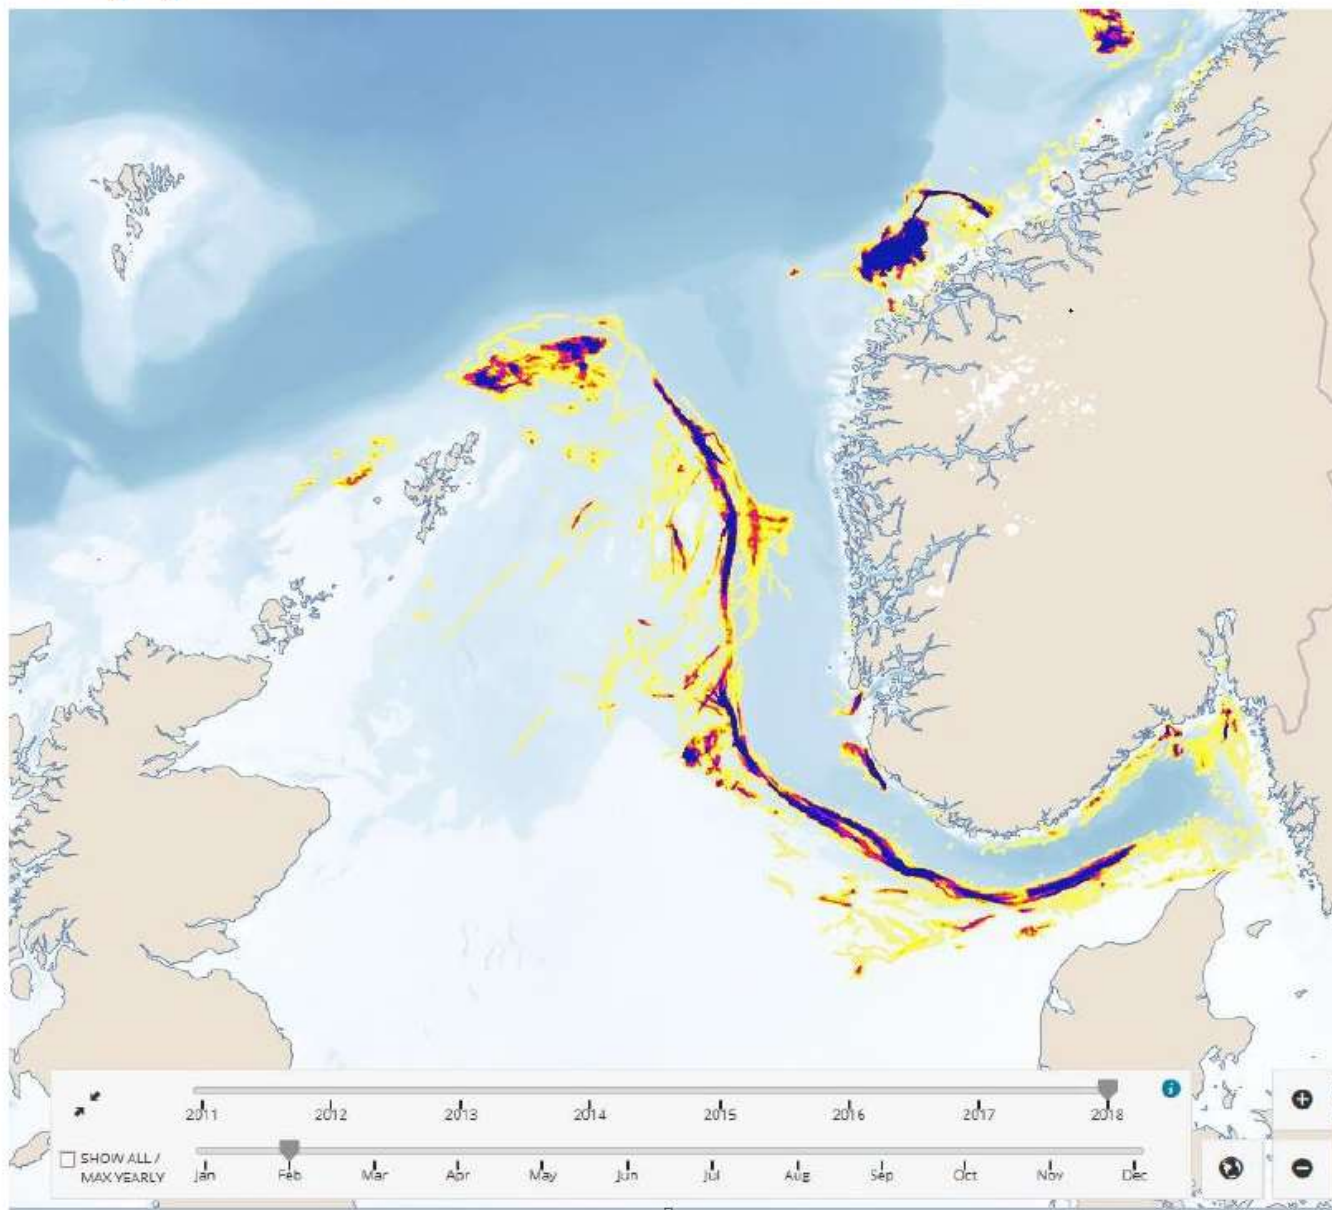 2011 2012 2013 2014 2015 2016 2017 2018
SHOW ALL /
MAX YEARLY
Jan Feb Mar Apr May Jun Jul Aug Sep Oct Nov Dec